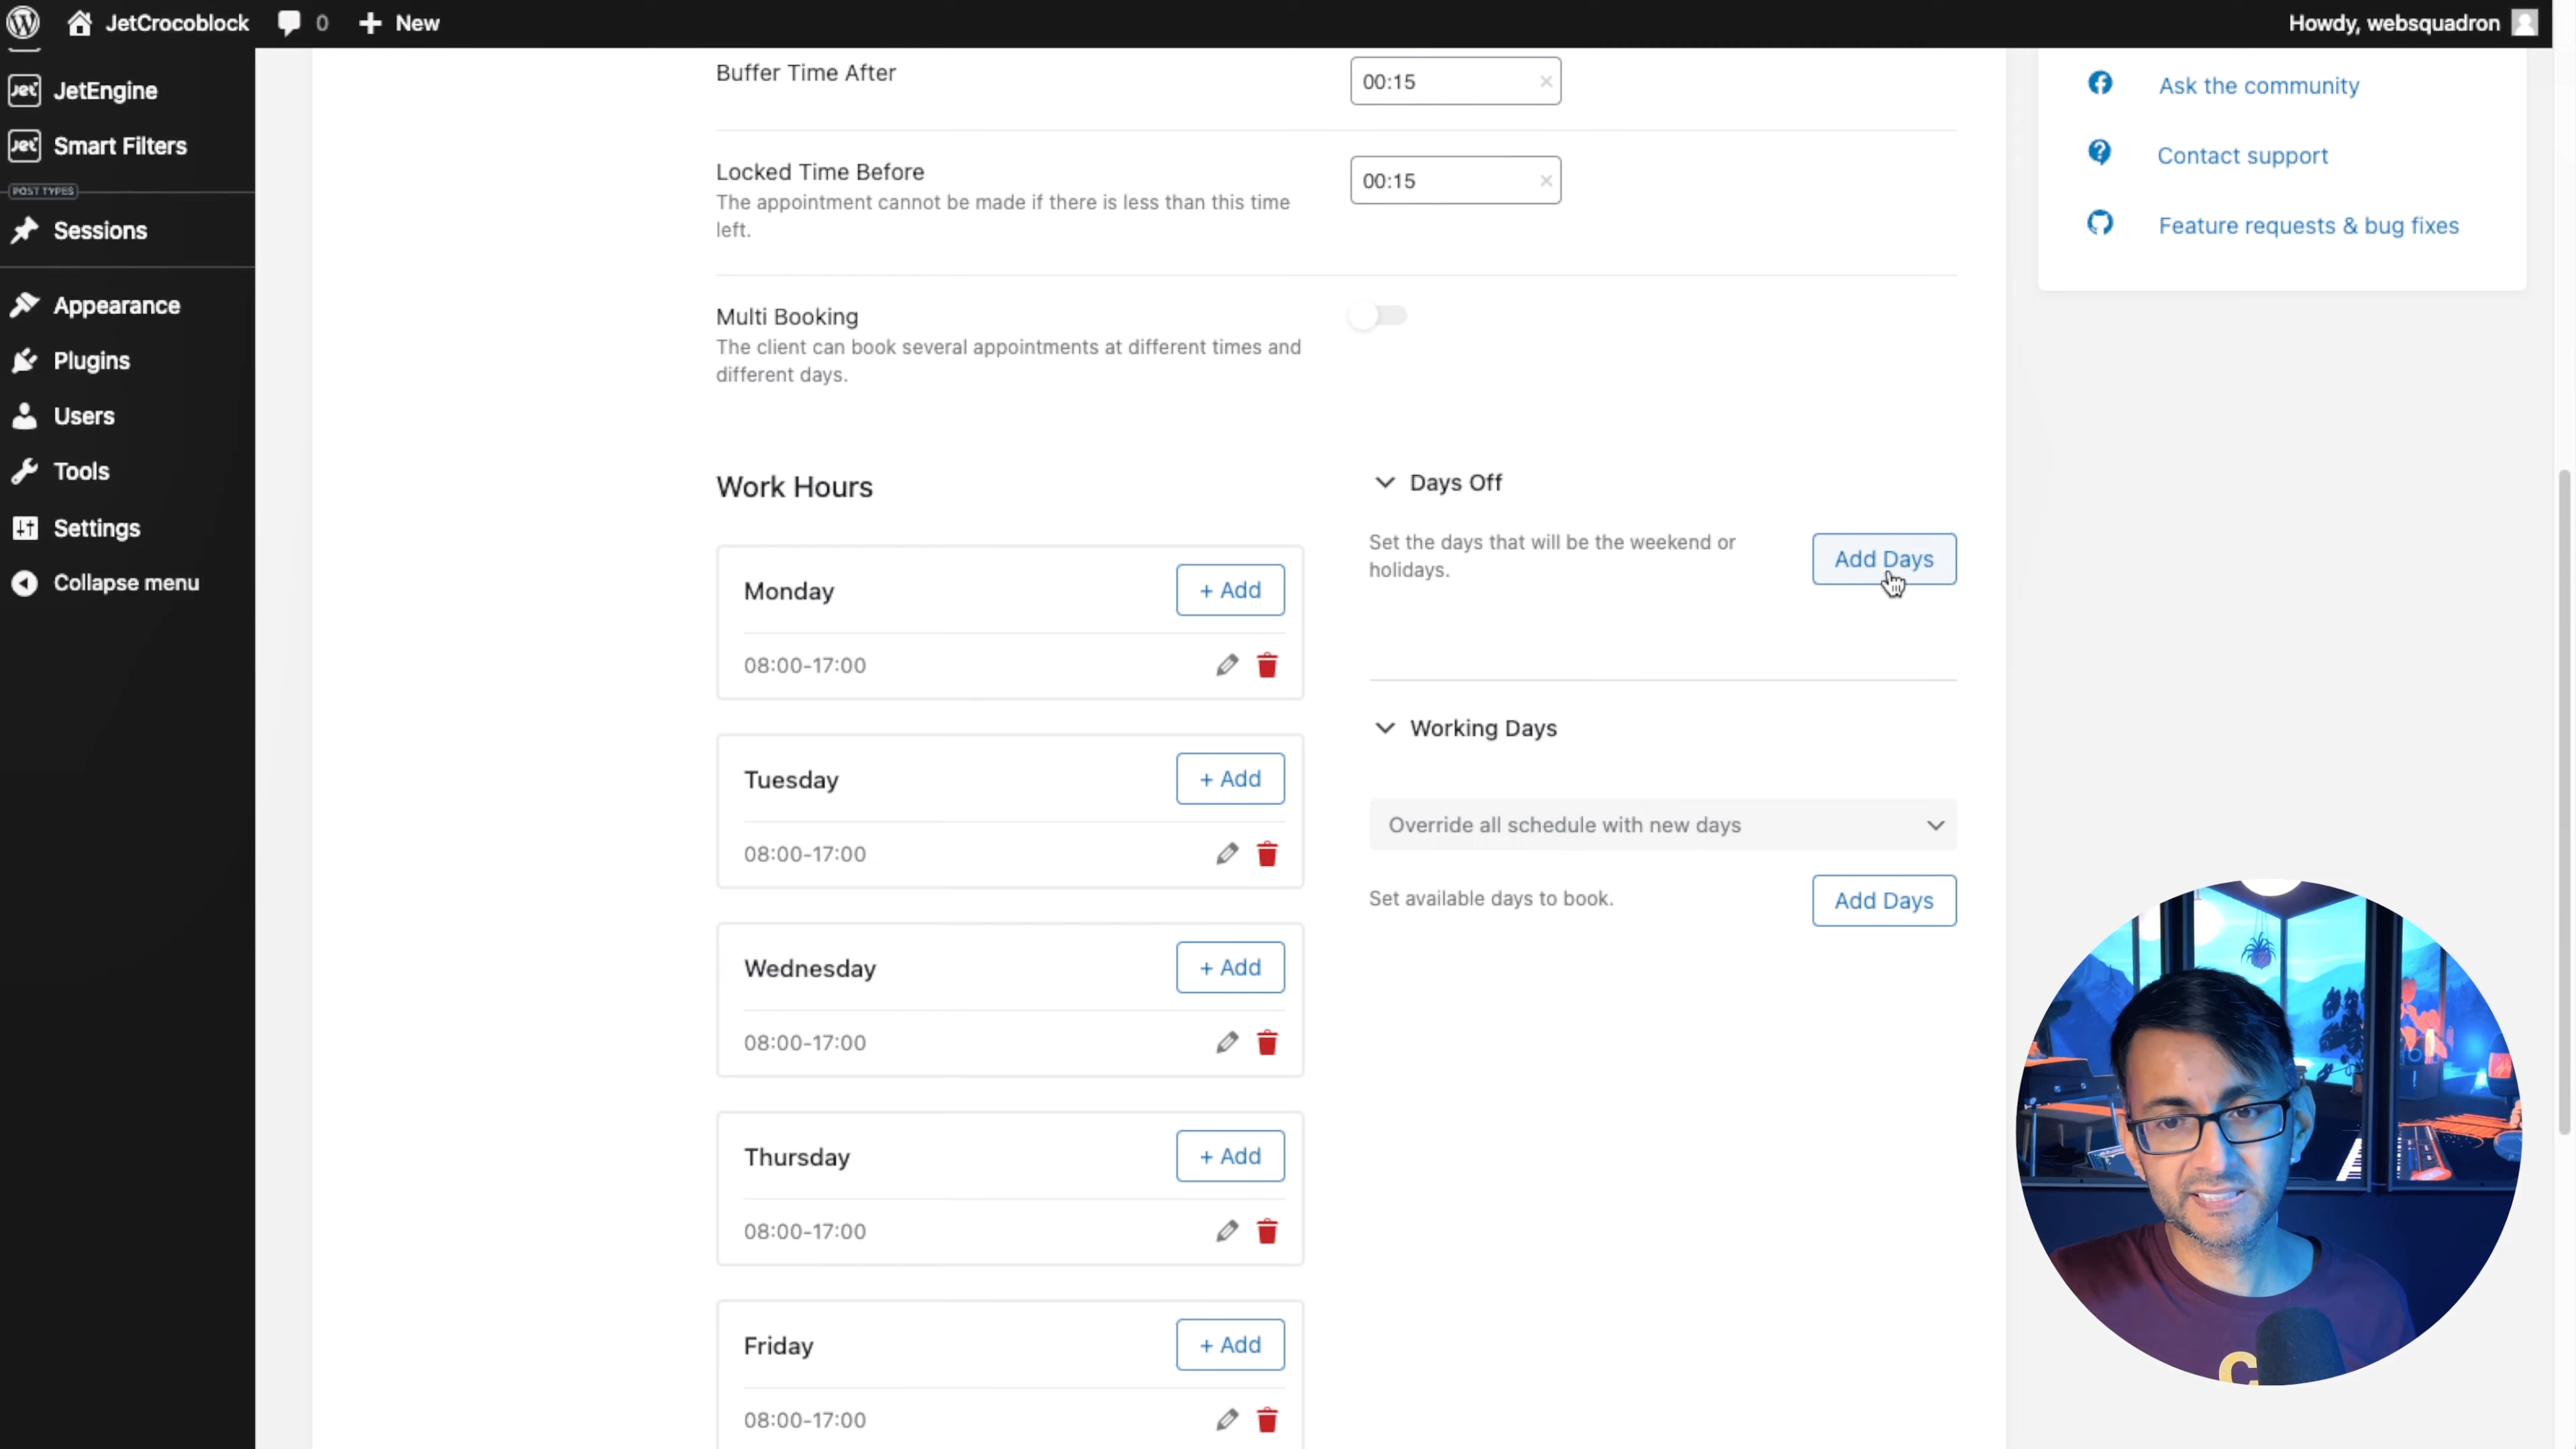 JetCrocoblock
0
New
Howdy, websquadron
JetEngine
Smart Filters
POST TYPES
Sessions
Appearance
Plugins
Users
Tools
Settings
Collapse menu
Buffer Time After
00:15
Locked Time Before
00:15
The appointment cannot be made if there is less than this time
left.
Multi Booking
The client can book several appointments at different times and
different days.
Work Hours
Monday
+ Add
08:00-17:00
Tuesday
+ Add
08:00-17:00
Wednesday
+ Add
08:00-17:00
Thursday
+ Add
08:00-17:00
Friday
+ Add
08:00-17:00
Days Off
Set the days that will be the weekend or
holidays.
Add Days
Working Days
Override all schedule with new days
Set available days to book.
Add Days
Ask the community
Contact support
Feature requests & bug fixes